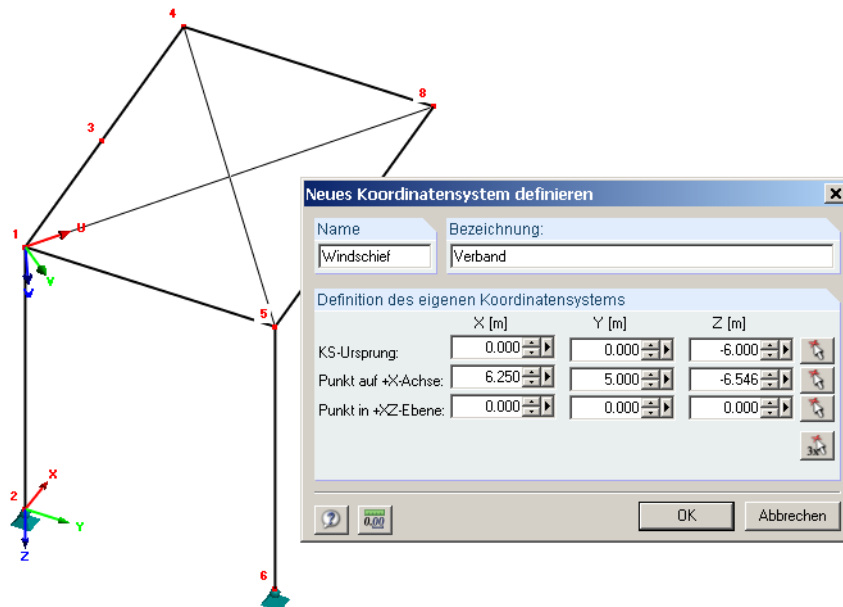 4
8
3
1
U
V
W
5
2
X
Y
Z
6
Neues Koordinatensystem definieren
Name
Bezeichnung:
Windschief
Verband
Definition des eigenen Koordinatensystems
X [m] Y [m] Z [m]
KS-Ursprung: 0.000 0.000 -6.000
Punkt auf +X-Achse: 6.250 5.000 -6.546
Punkt in +XZ-Ebene: 0.000 0.000 0.000
3x
0.00
OK
Abbrechen